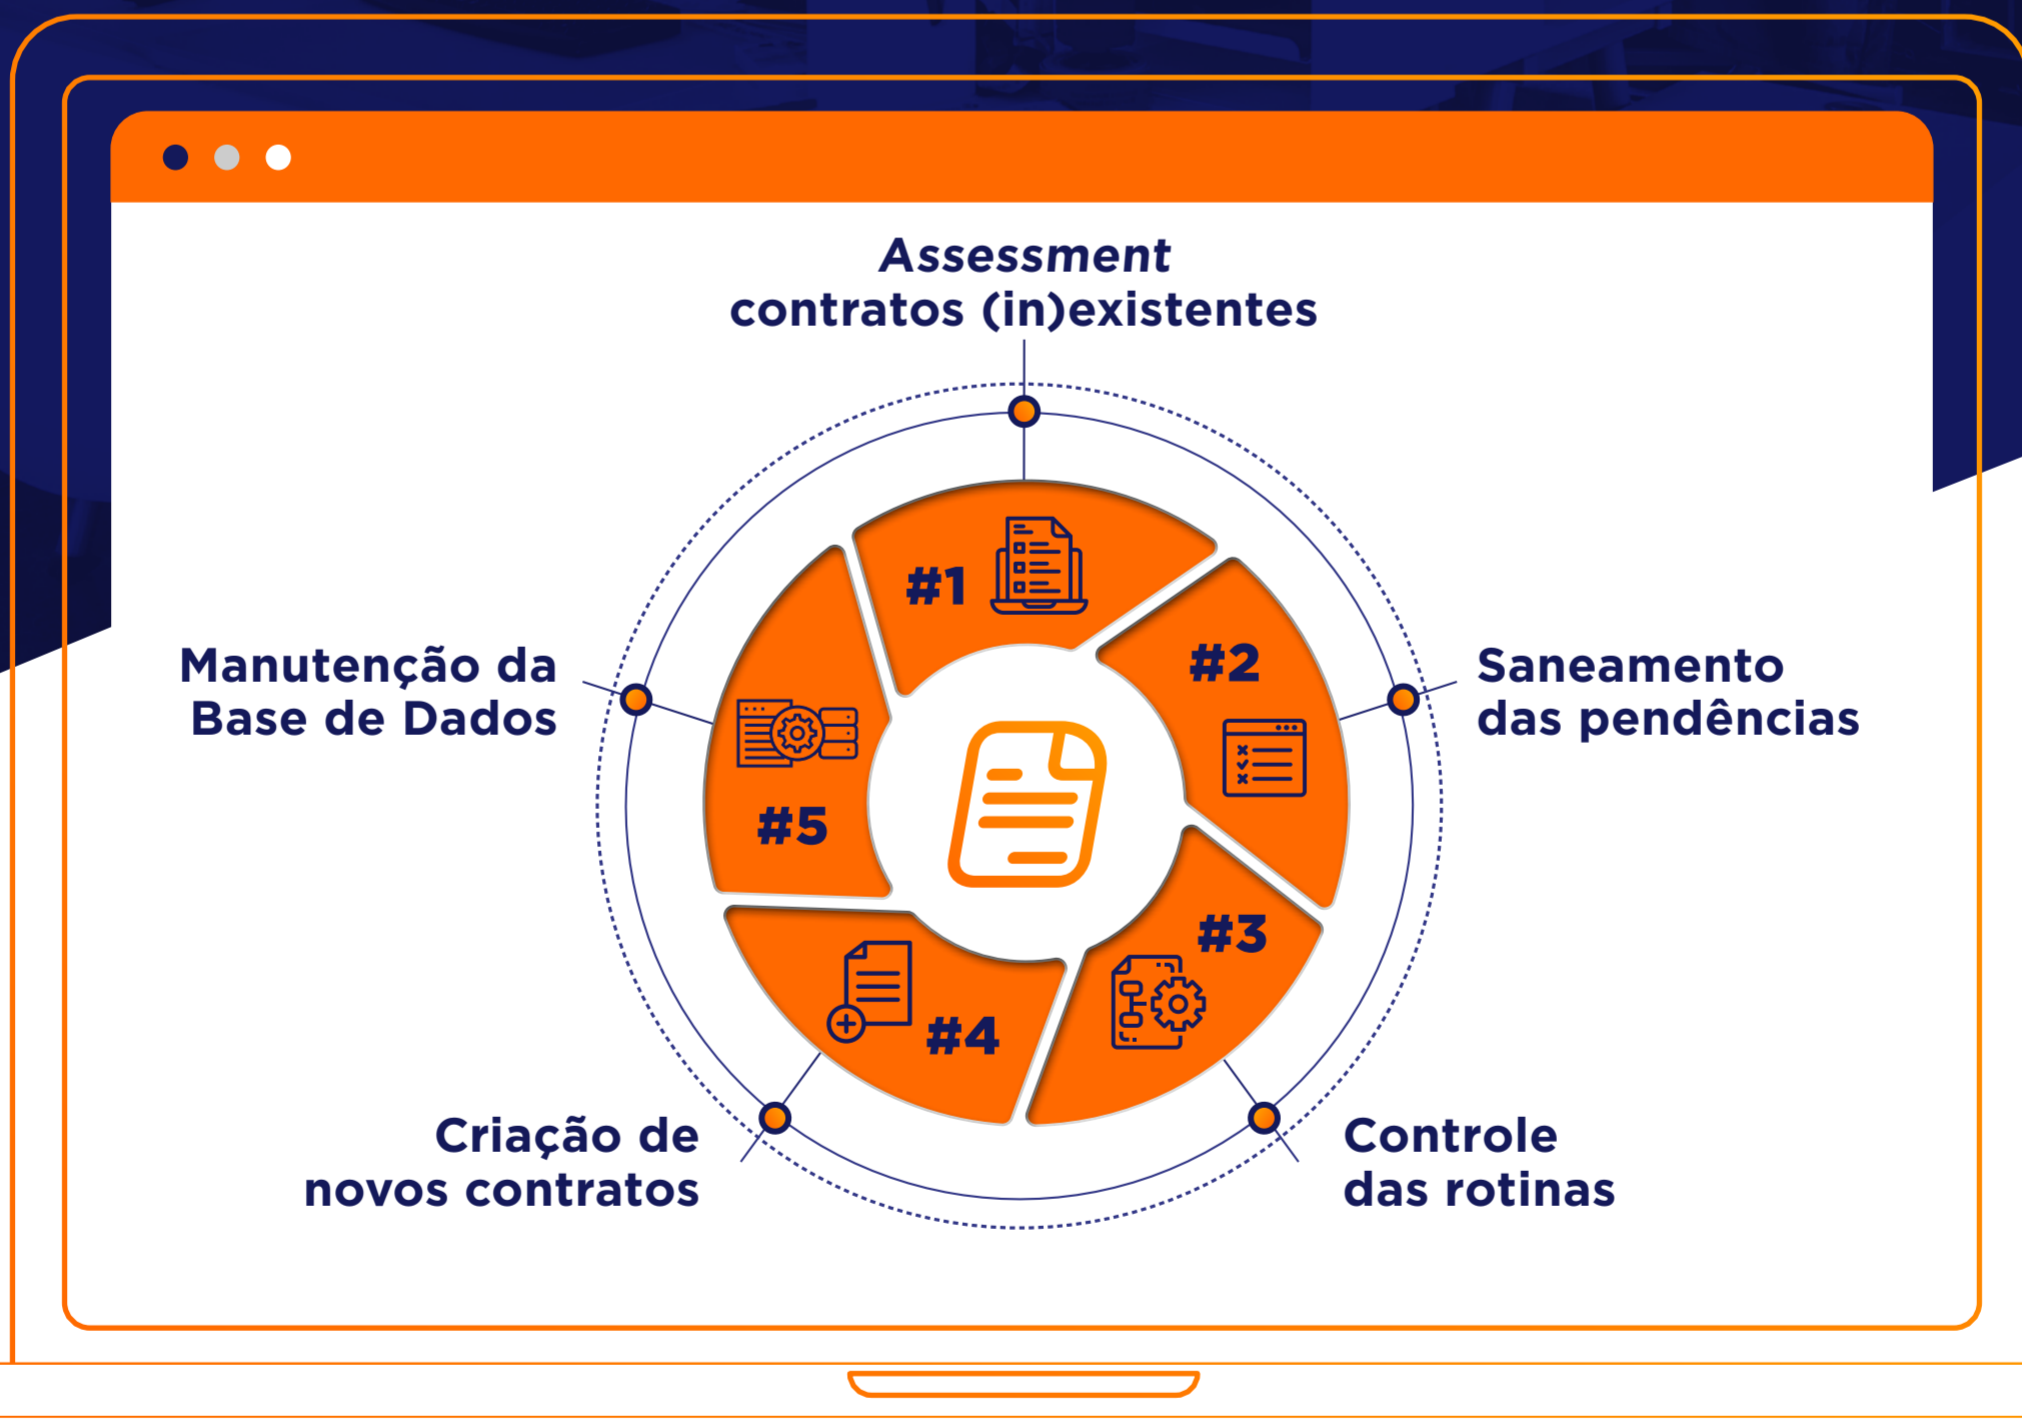 Assessment
contratos (in)existentes
#1
#2
Saneamento
das pendências
#3
Controle
das rotinas
#4
Criação de
novos contratos
#5
Manutenção da
Base de Dados